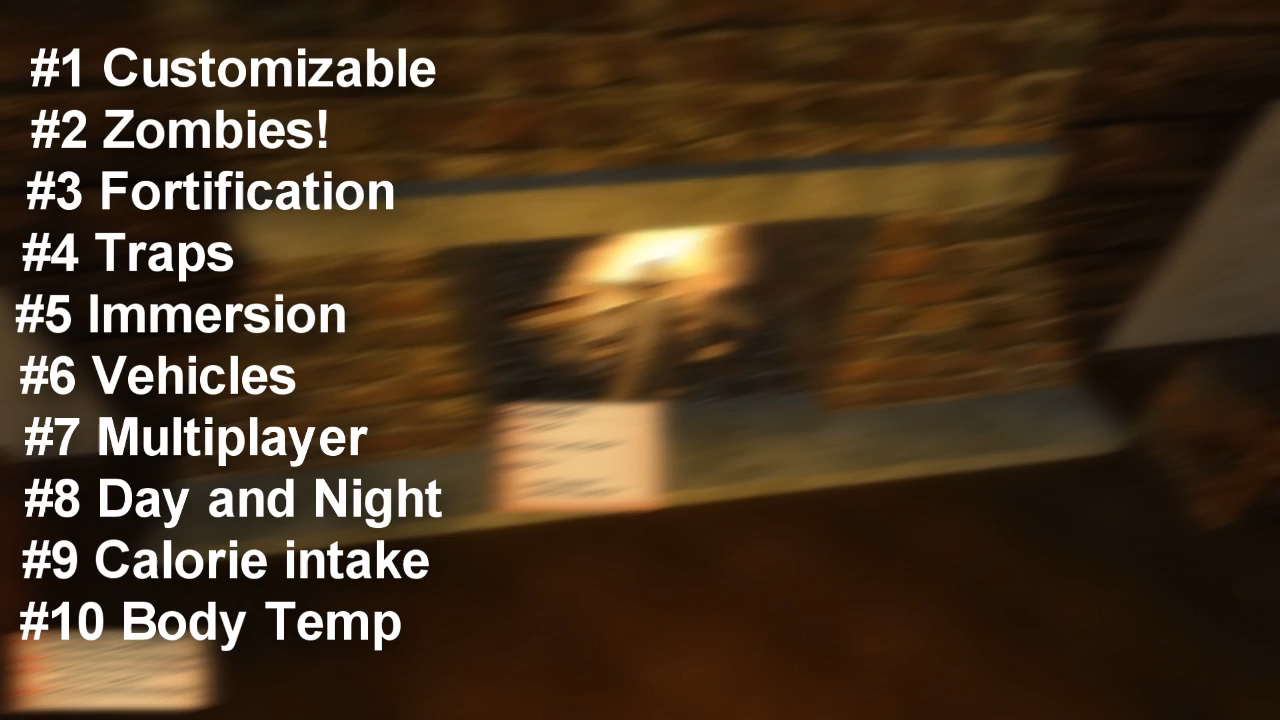 #1 Customizable
#2 Zombies!
#3 Fortification
#4 Traps
#5 Immersion
#6 Vehicles
#7 Multiplayer
#8 Day and Night
#9 Calorie intake
#10 Body Temp